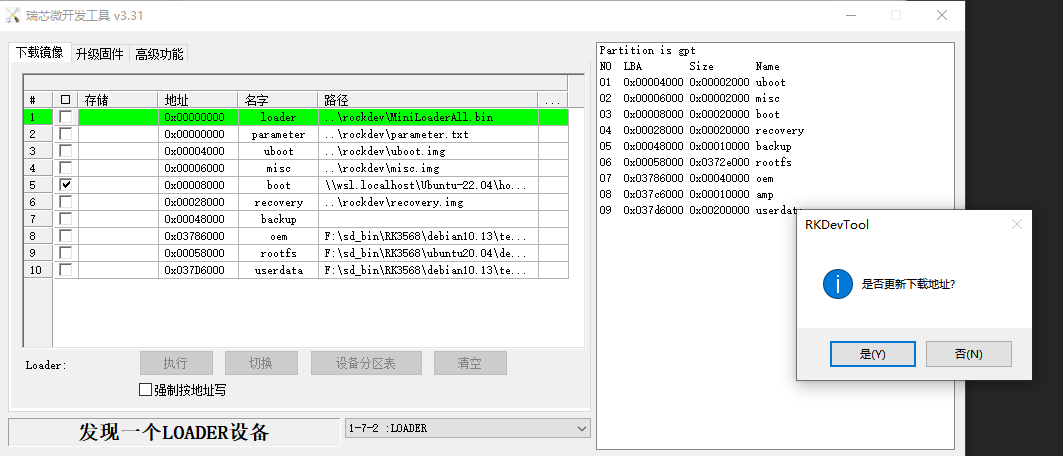 瑞芯微开发工具 v3.31
下载镜像 升级固件 高级功能
# 存储 地址 名字 路径 ...
1 0x00000000 loader ..\rockdev\MiniLoaderAll.bin
2 0x00000000 parameter ..\rockdev\parameter.txt
3 0x00004000 uboot ..\rockdev\uboot.img
4 0x00006000 misc ..\rockdev\misc.img
5 0x00008000 boot \\wsl.localhost\Ubuntu-22.04\ho...
6 0x00028000 recovery ..\rockdev\recovery.img
7 0x00048000 backup
8 0x03786000 oem F:\sd_bin\RK3568\debian10.13\te...
9 0x00058000 rootfs F:\sd_bin\RK3568\ubuntu20.04\de...
10 0x037D6000 userdata F:\sd_bin\RK3568\debian10.13\te...
Loader: 执行 切换 设备分区表 清空
强制按地址写
发现一个LOADER设备 1-7-2 :LOADER
Partition is gpt
NO LBA Size Name
01 0x00004000 0x00002000 uboot
02 0x00006000 0x00002000 misc
03 0x00008000 0x00020000 boot
04 0x00028000 0x00020000 recovery
05 0x00048000 0x00010000 backup
06 0x00058000 0x0372e000 rootfs
07 0x03786000 0x00040000 oem
08 0x037c6000 0x00010000 amp
09 0x037d6000 0x00200000 userdata
RKDevTool
是否更新下载地址?
是(Y) 否(N)